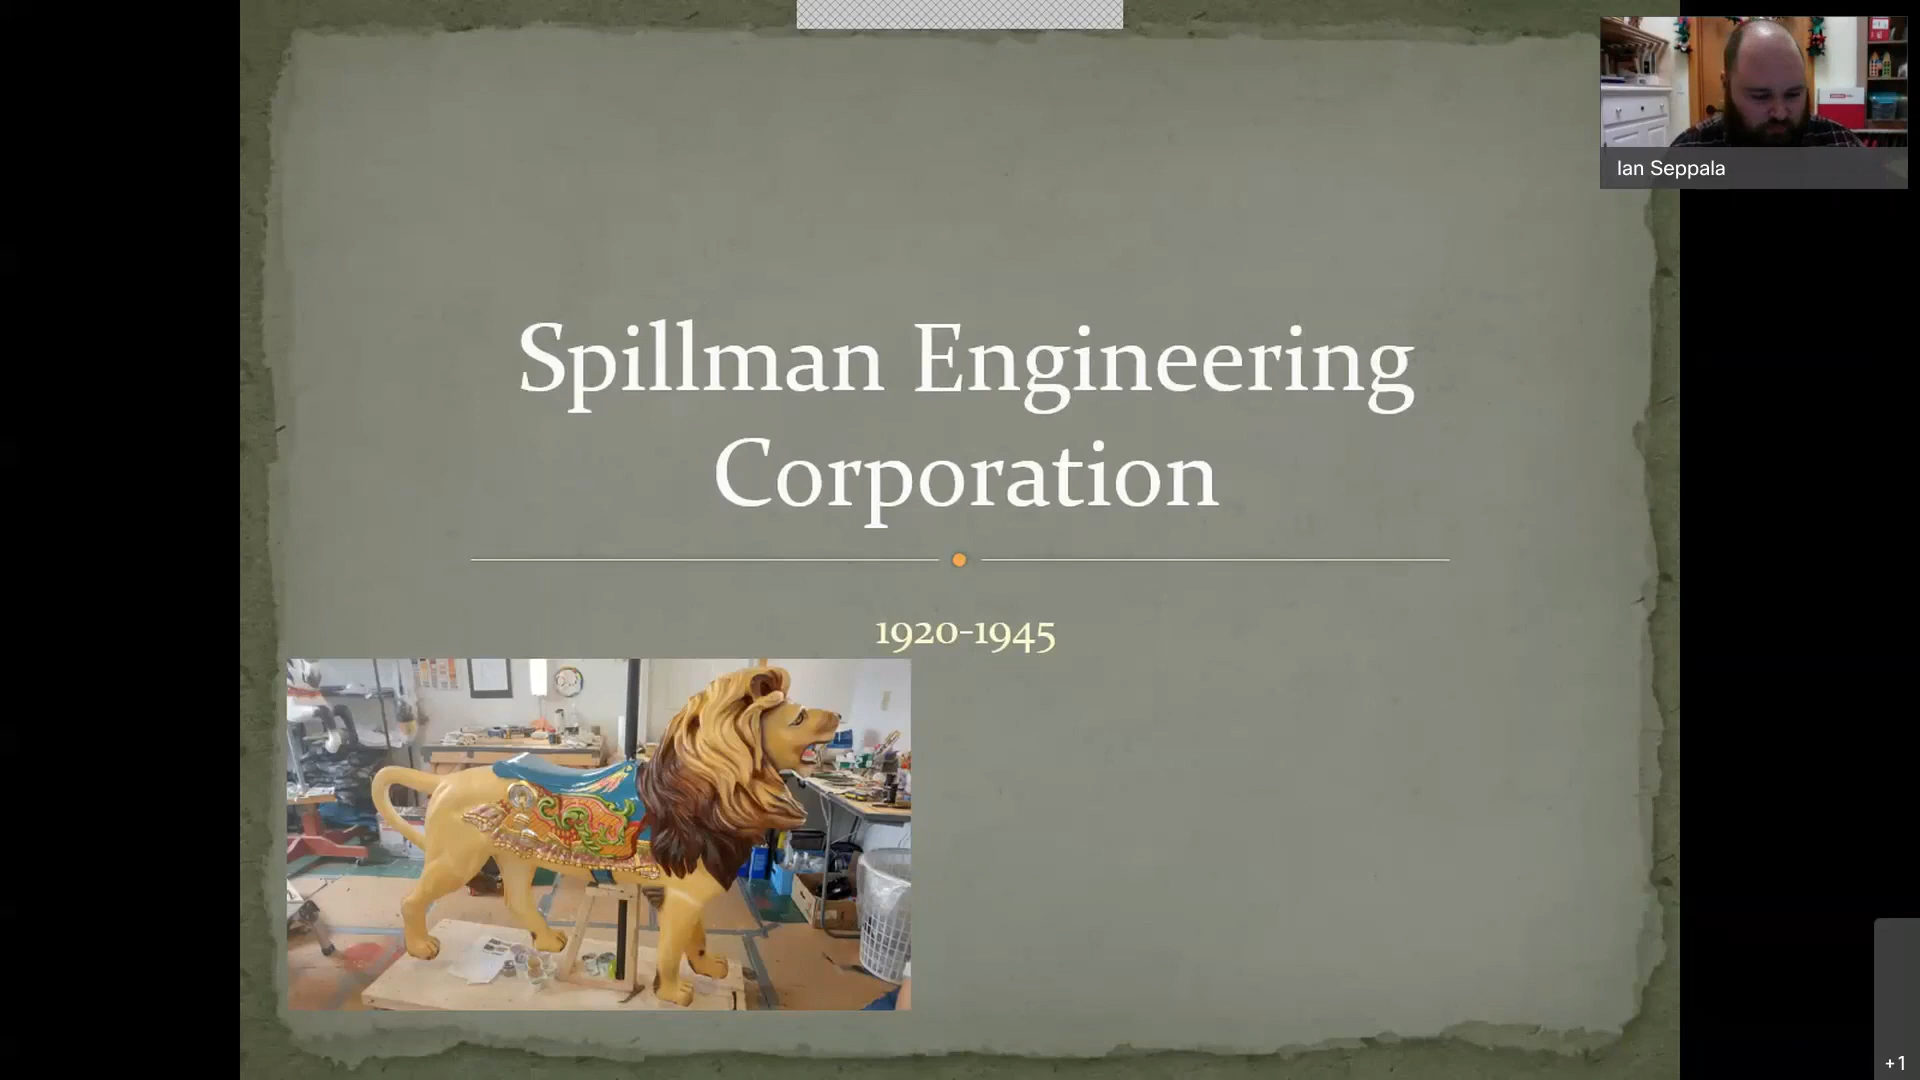 Ian Seppala
Spillman Engineering
Corporation
1920-1945
+1